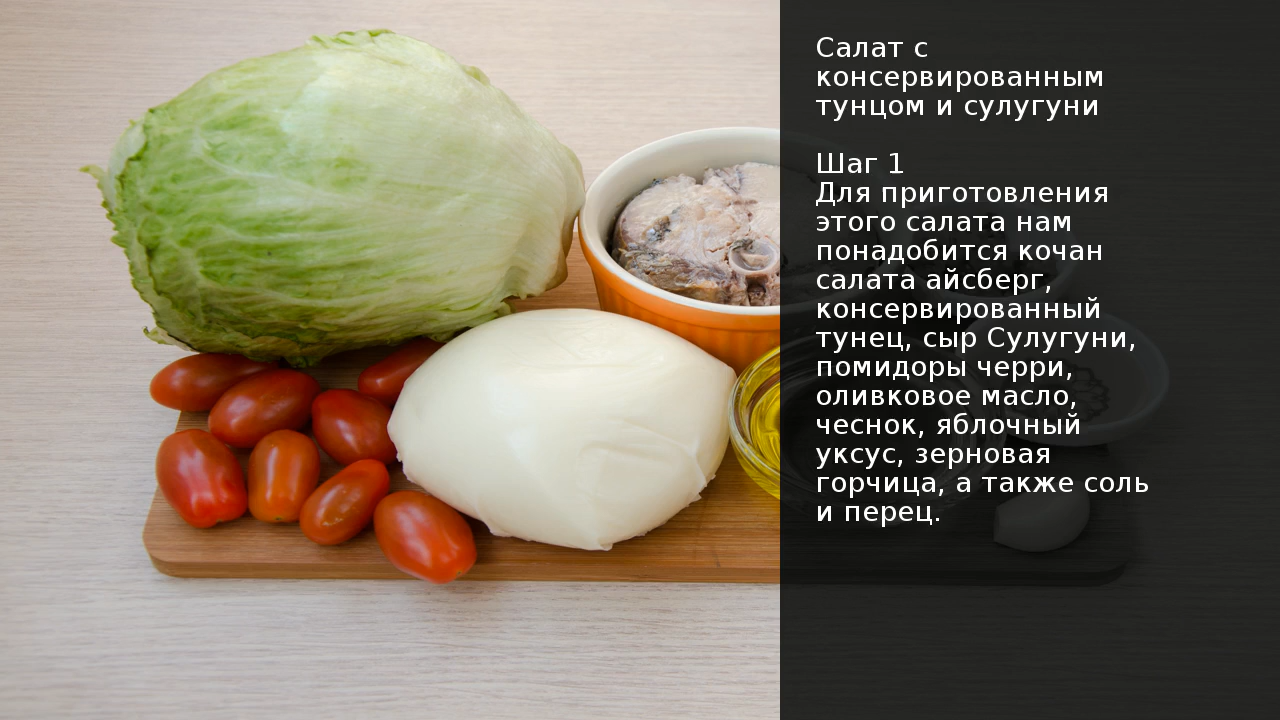 Салат с
консервированным
тунцом и сулугуни
Шаг 1
Для приготовления
этого салата нам
понадобится кочан
салата айсберг,
консервированный
тунец, сыр Сулугуни,
помидоры черри,
оливковое масло,
чеснок, яблочный
уксус, зерновая
горчица, а также соль
и перец.